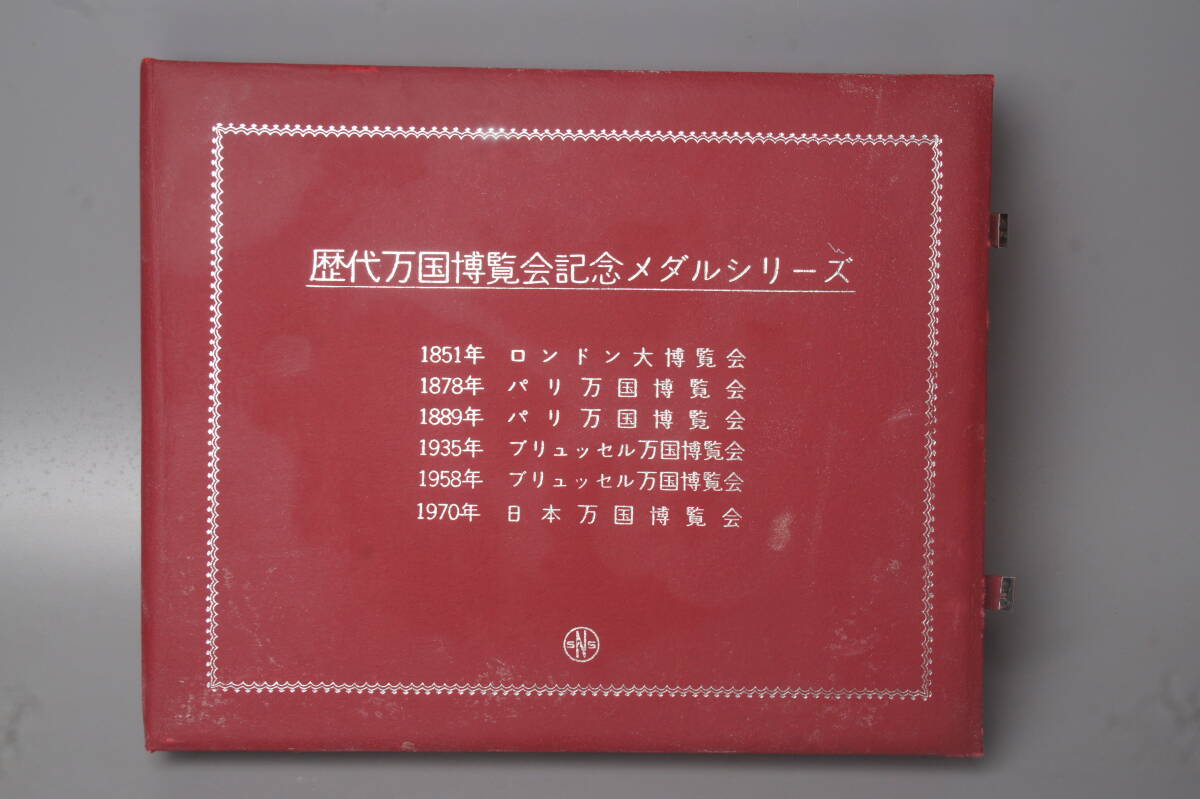 歴代万国博覧会記念メダルシリーズ
1851年 ロンドン大博覧会
1878年 パリ万国博覧会
1889年 パリ万国博覧会
1935年 ブリュッセル万国博覧会
1958年 ブリュッセル万国博覧会
1970年 日本万国博覧会
SNS